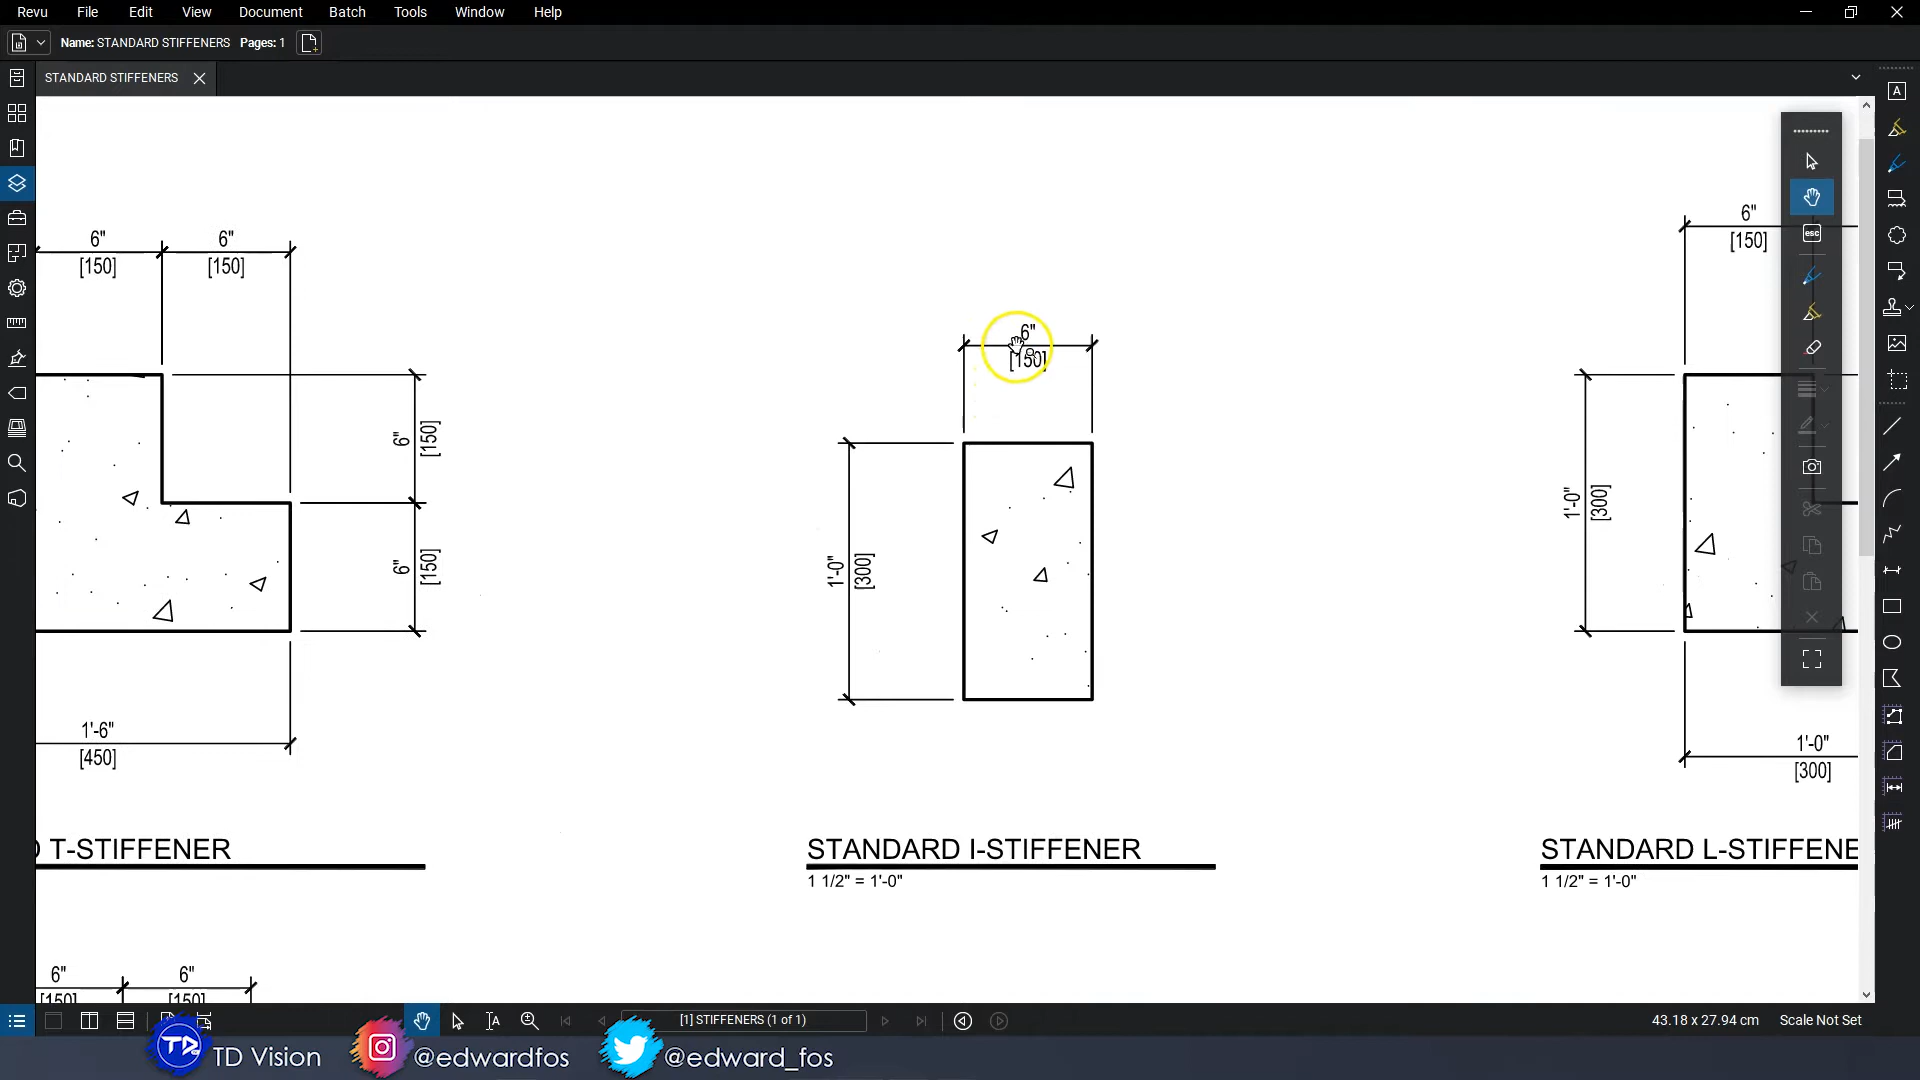 Revu File Edit View Document Batch Tools Window Help
Name: STANDARD STIFFENERS Pages: 1
STANDARD STIFFENERS
6" 6"
[150] [150]
6"
[150]
6"
[150]
1'-6"
[450]
T-STIFFENER
6"
[150]
1'-0"
[300]
STANDARD I-STIFFENER
1 1/2" = 1'-0"
6"
[150]
esc
1'-0"
[300]
1'-0"
[300]
STANDARD L-STIFFENE
1 1/2" = 1'-0"
6" 6"
[150] [150]
[1] STIFFENERS (1 of 1)
43.18 x 27.94 cm Scale Not Set
TD TD Vision @edwardfos @edward_fos